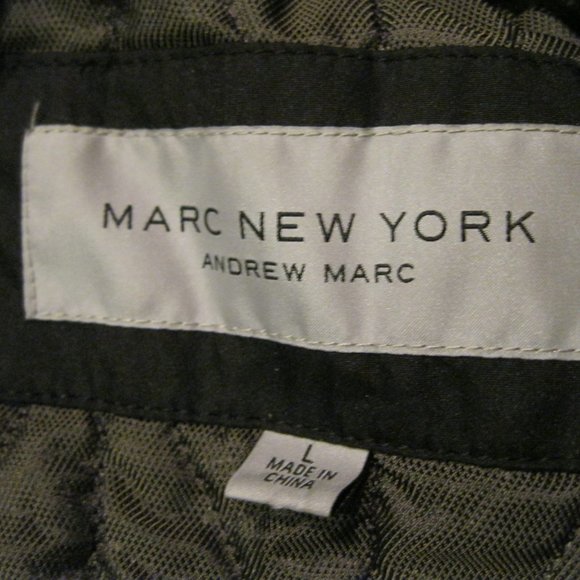 MARC NEW YORK
ANDREW MARC
L
MADE IN
CHINA